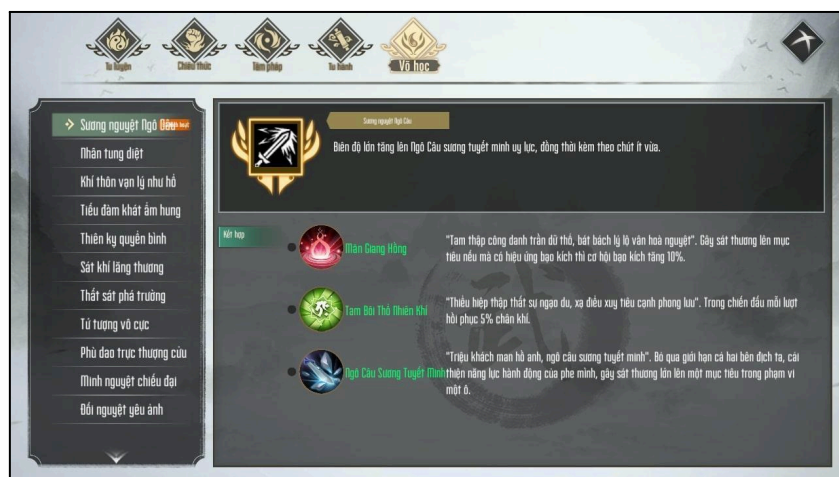 Tu luyện
Chiêu thức
Tâm pháp
Tu hành
Võ học
Sương nguyệt Ngô Câu
Nhân tung diệt
Khí thôn vạn lý như hổ
Tiếu đàm khát ẩm hung
Thiên kỵ quyển bình
Sát khí lăng thương
Thất sát phá trường
Tứ tượng vô cực
Phù dao trực thượng cửu
Minh nguyệt chiếu đại
Đối nguyệt yêu ảnh
Sương nguyệt Ngô Câu
Biên độ lớn tăng lên Ngô Câu sương tuyết minh uy lực, đồng thời kèm theo chút ít vừa.
Kết hợp
Mãn Giang Hồng
"Tam thập công danh trần dữ thổ, bát bách lý lộ vân hoà nguyệt". Gây sát thương lên mục
tiêu nếu mà có hiệu ứng bạo kích thì cơ hội bạo kích tăng 10%.
Tam Bôi Thổ Nhiên Khí
"Thiếu hiệp thập thất sự ngạo du, xạ điêu xuy tiêu cạnh phong lưu". Trong chiến đấu mỗi lượt
hồi phục 5% chân khí.
Ngô Câu Sương Tuyết Minh
"Triệu khách man hồ anh, ngô câu sương tuyết minh". Bỏ qua giới hạn cả hai bên địch ta, cải
thiện năng lực hành động của phe mình, gây sát thương lớn lên một mục tiêu trong phạm vi
một ô.